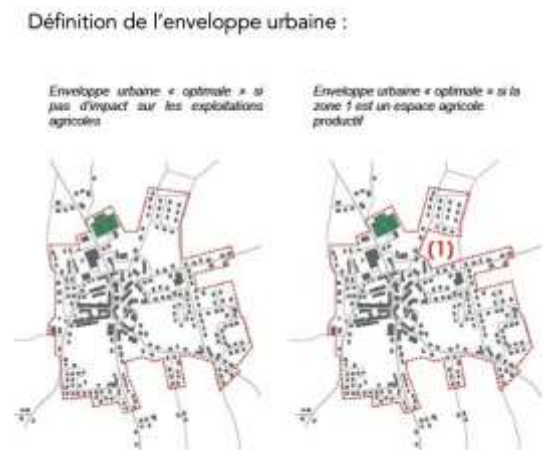 Définition de l'enveloppe urbaine :
Enveloppe urbaine « optimale » si
pas d'impact sur les exploitations
agricoles
Enveloppe urbaine « optimale » si la
zone 1 est un espace agricole
productif
(1)